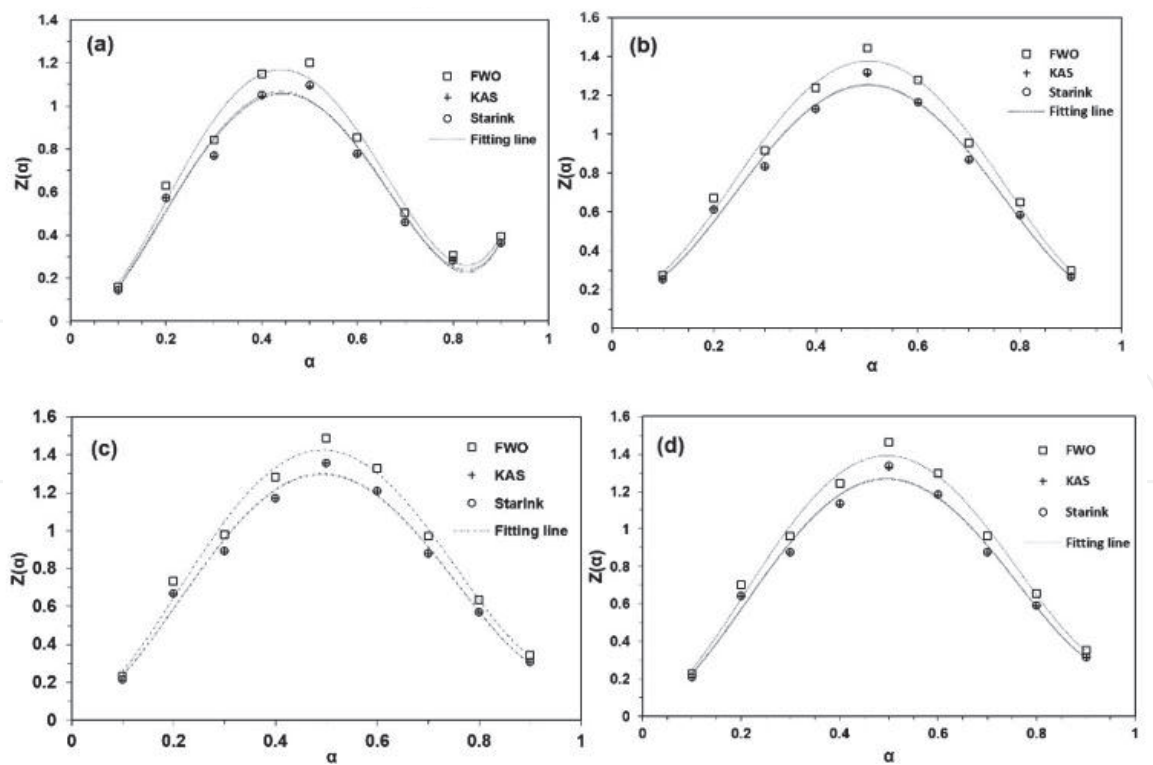 (a)
1.4
1.2
1
0.8
0.6
0.4
0.2
0
Z(α)
FWO
KAS
Starink
Fitting line
0 0.2 0.4 0.6 0.8 1
α
(b)
1.6
1.4
1.2
1
0.8
0.6
0.4
0.2
0
Z(α)
FWO
KAS
Starink
Fitting line
0 0.2 0.4 0.6 0.8 1
α
(c)
1.6
1.4
1.2
1
0.8
0.6
0.4
0.2
0
Z(α)
FWO
KAS
Starink
Fitting line
0 0.2 0.4 0.6 0.8 1
α
(d)
1.6
1.4
1.2
1
0.8
0.6
0.4
0.2
0
Z(α)
FWO
KAS
Starink
Fitting line
0 0.2 0.4 0.6 0.8 1
α